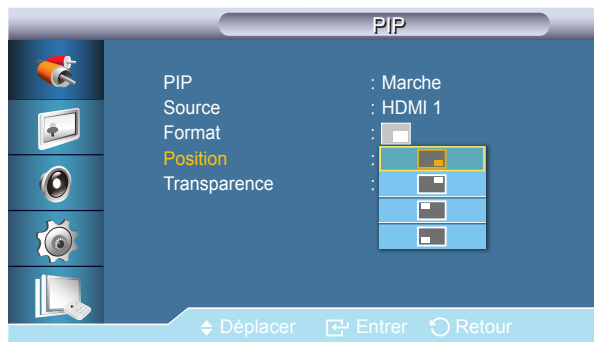 PIP
PIP : Marche
Source : HDMI 1
Format :
Position :
Transparence :
Déplacer Entrer Retour